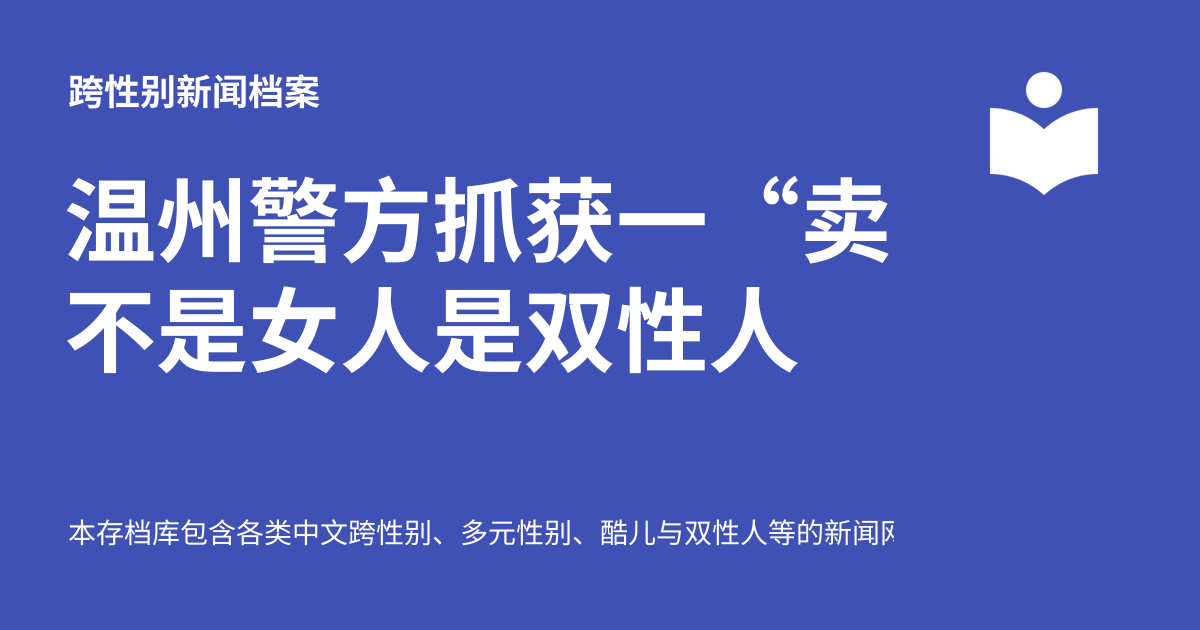 跨性别新闻档案
温州警方抓获一 “卖
不是女人是双性人
本存档库包含各类中文跨性别、多元性别、酷儿与双性人等的新闻